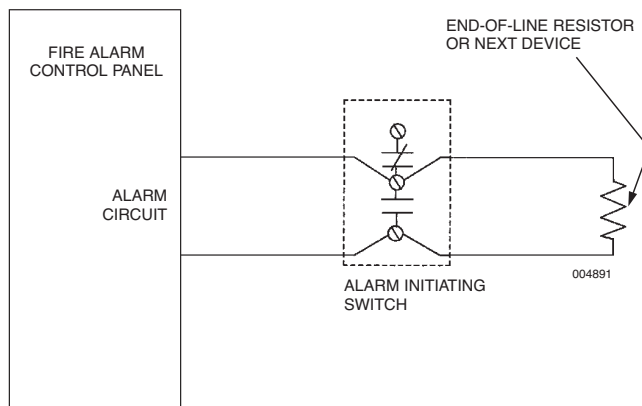 END-OF-LINE RESISTOR
OR NEXT DEVICE
FIRE ALARM
CONTROL PANEL
ALARM
CIRCUIT
004891
ALARM INITIATING
SWITCH